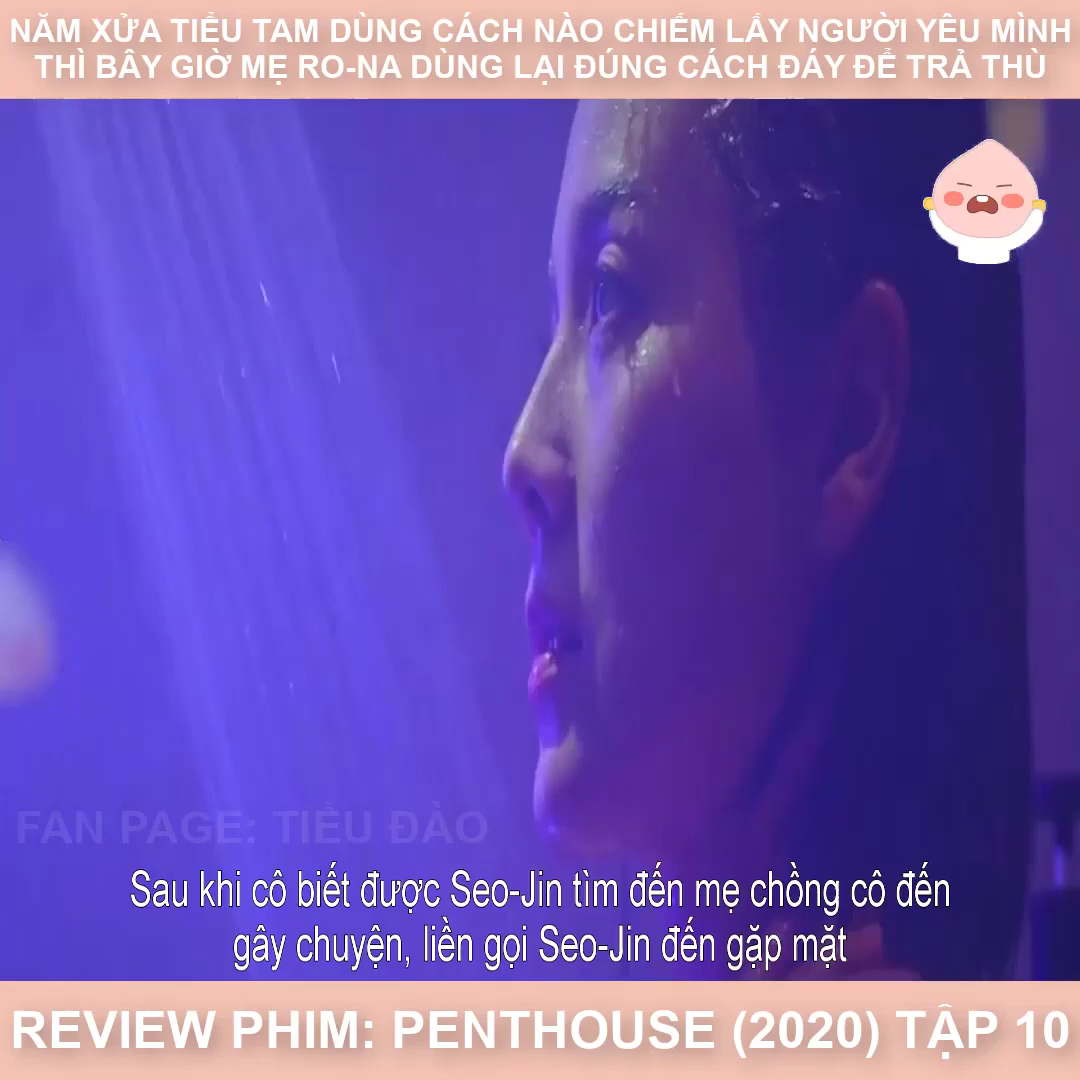 NĂM XỬA TIỂU TAM DÙNG CÁCH NÀO CHIẾM LẤY NGƯỜI YÊU MÌNH
THÌ BÂY GIỜ MẸ RO-NA DÙNG LẠI ĐÚNG CÁCH ĐÁY ĐỂ TRẢ THÙ
FAN PAGE: TIỂU ĐÀO
Sau khi cô biết được Seo-Jin tìm đến mẹ chồng cô đến
gây chuyện, liền gọi Seo-Jin đến gặp mặt
REVIEW PHIM: PENTHOUSE (2020) TẬP 10